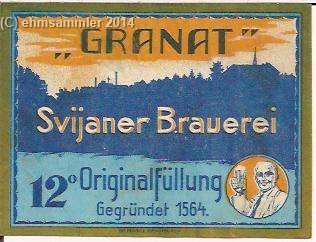 (C) ehmsammler 2014
„GRANAT”
Svijaner Brauerei
12° Originalfüllung
Gegründet 1564.